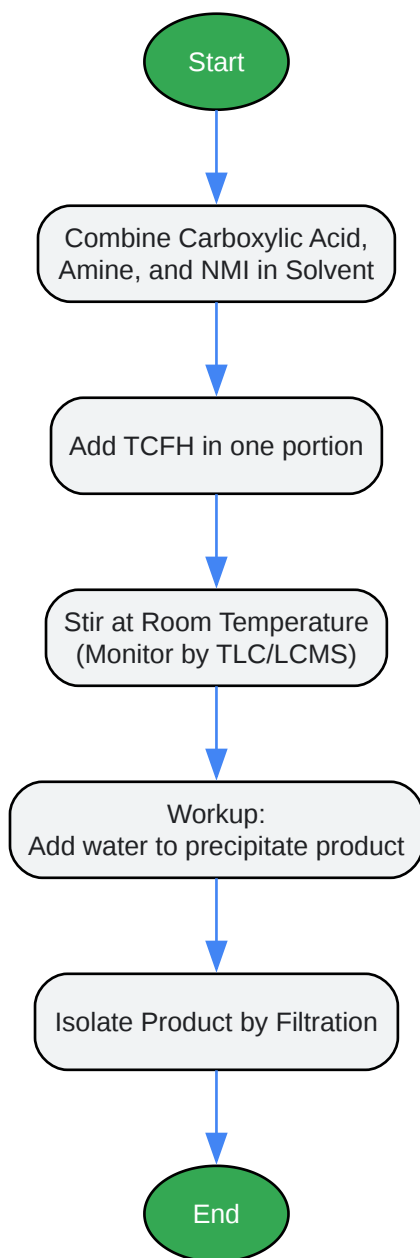 Start
Combine Carboxylic Acid,
Amine, and NMI in Solvent
Add TCFH in one portion
Stir at Room Temperature
(Monitor by TLC/LCMS)
Workup:
Add water to precipitate product
Isolate Product by Filtration
End